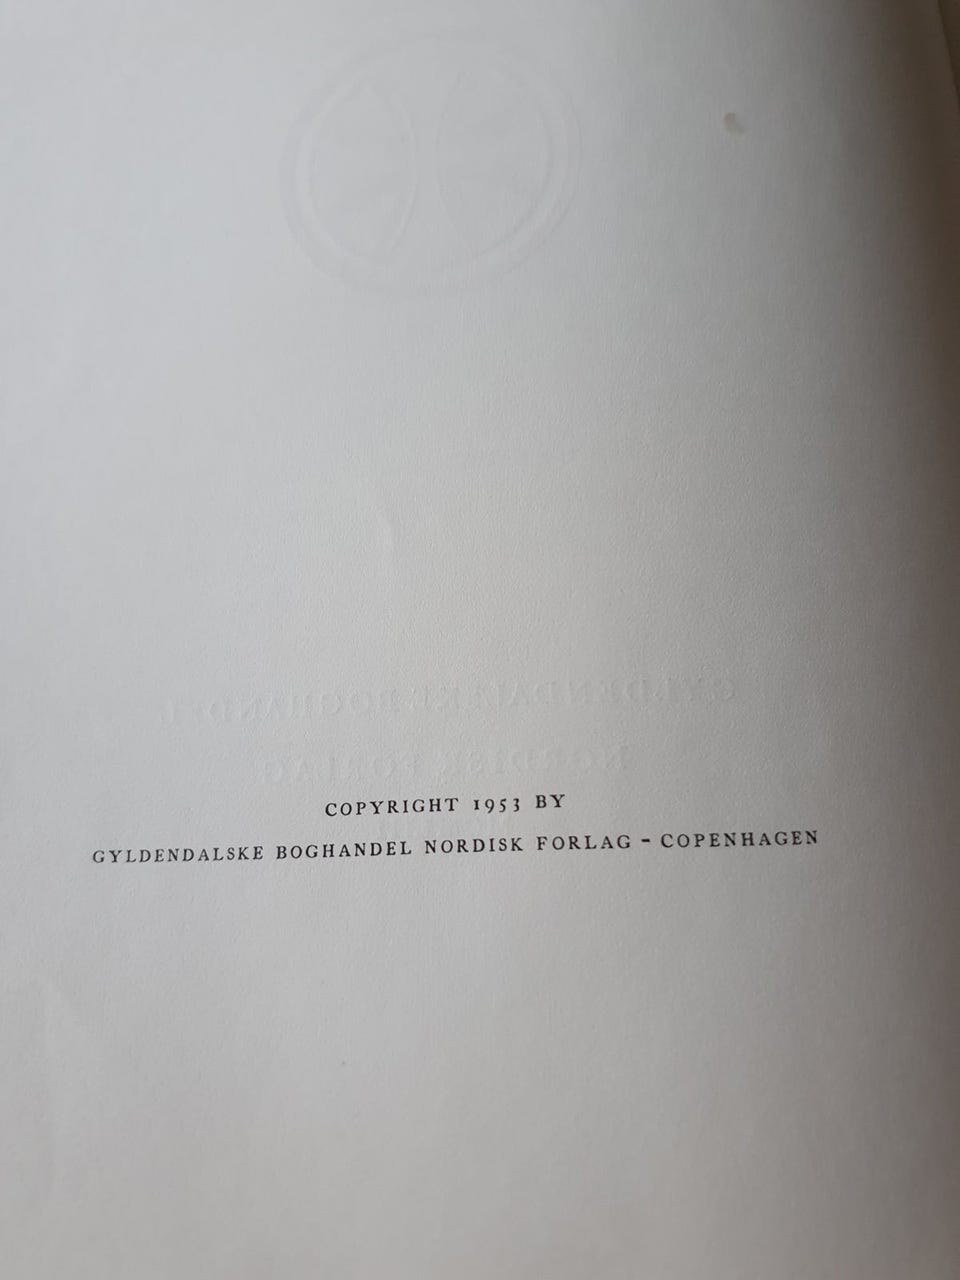 COPYRIGHT 1953 BY
GYLDENDALSKE BOGHANDEL NORDISK FORLAG - COPENHAGEN